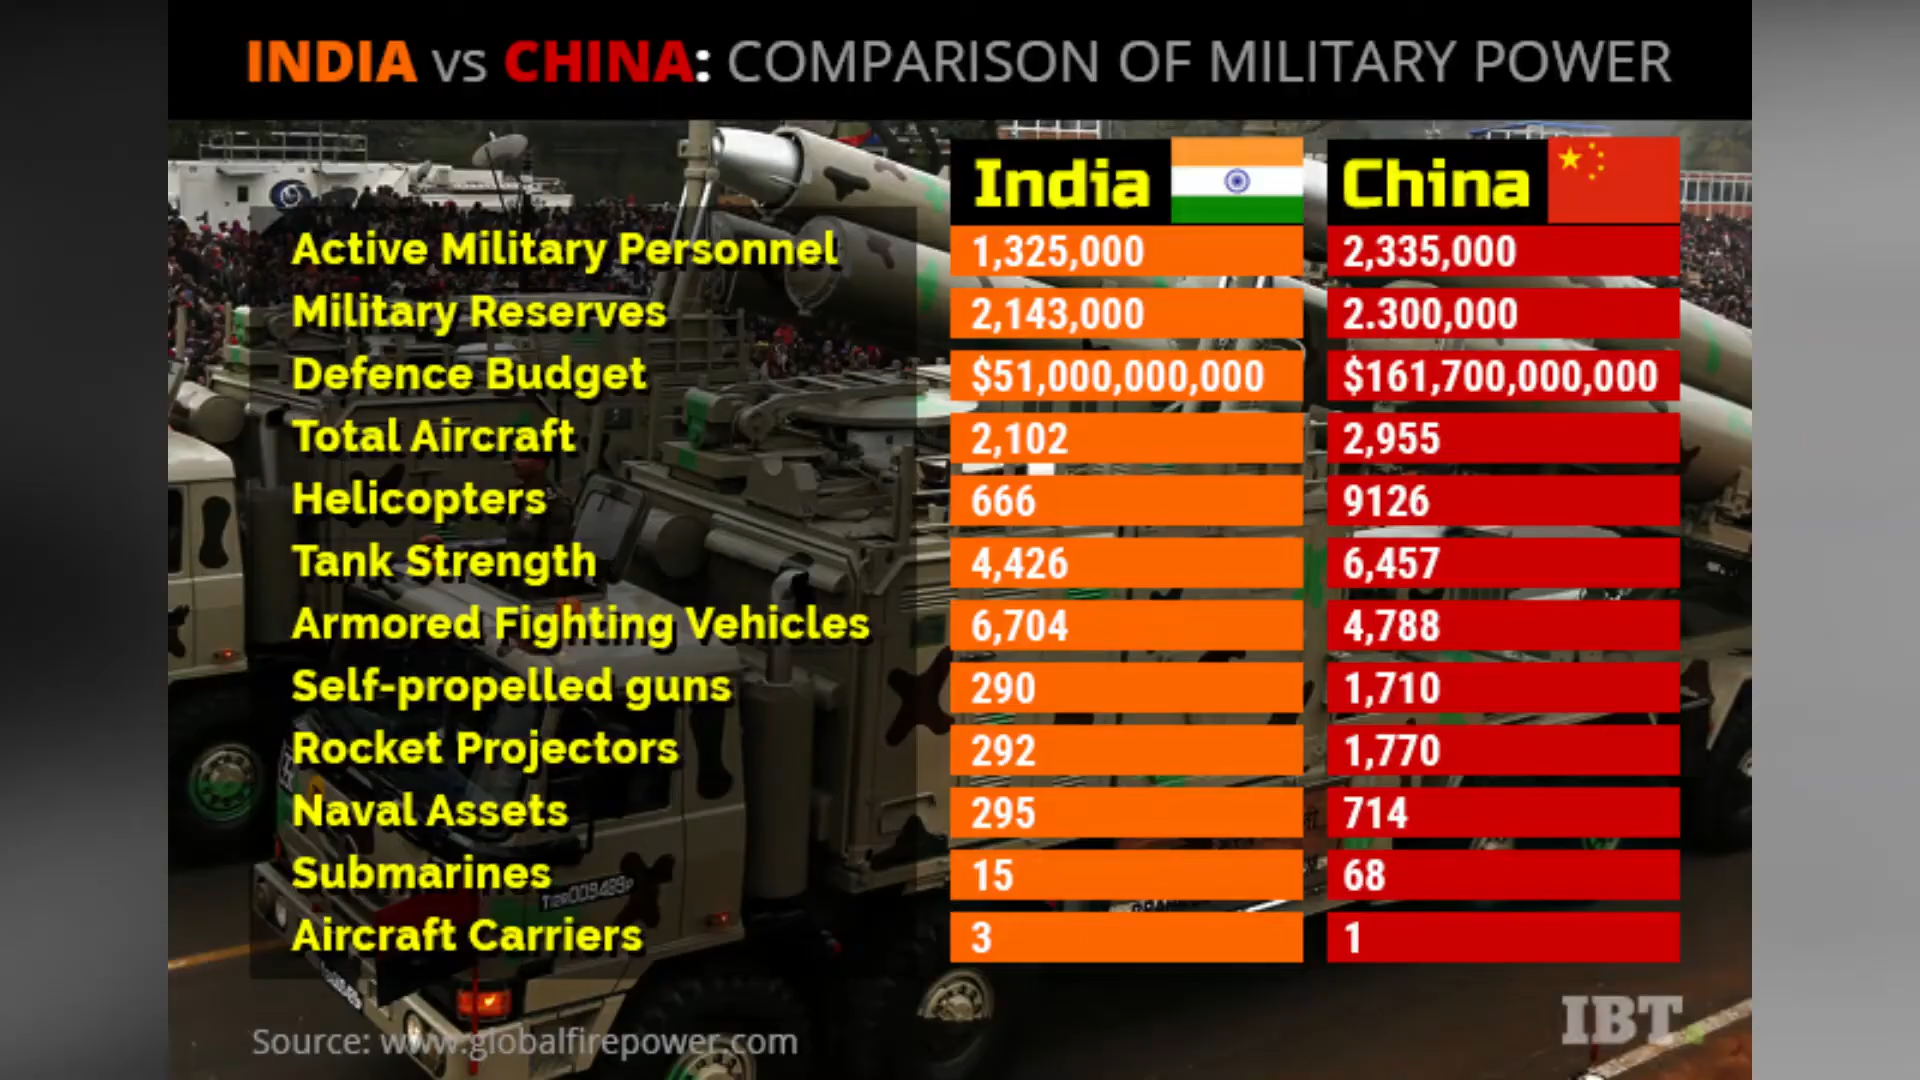 INDIA vs CHINA: COMPARISON OF MILITARY POWER
India China
Active Military Personnel 1,325,000 2,335,000
Military Reserves 2,143,000 2.300,000
Defence Budget $51,000,000,000 $161,700,000,000
Total Aircraft 2,102 2,955
Helicopters 666 9126
Tank Strength 4,426 6,457
Armored Fighting Vehicles 6,704 4,788
Self-propelled guns 290 1,710
Rocket Projectors 292 1,770
Naval Assets 295 714
Submarines 15 68
Aircraft Carriers 3 1
Source: www.globalfirepower.com
IBT